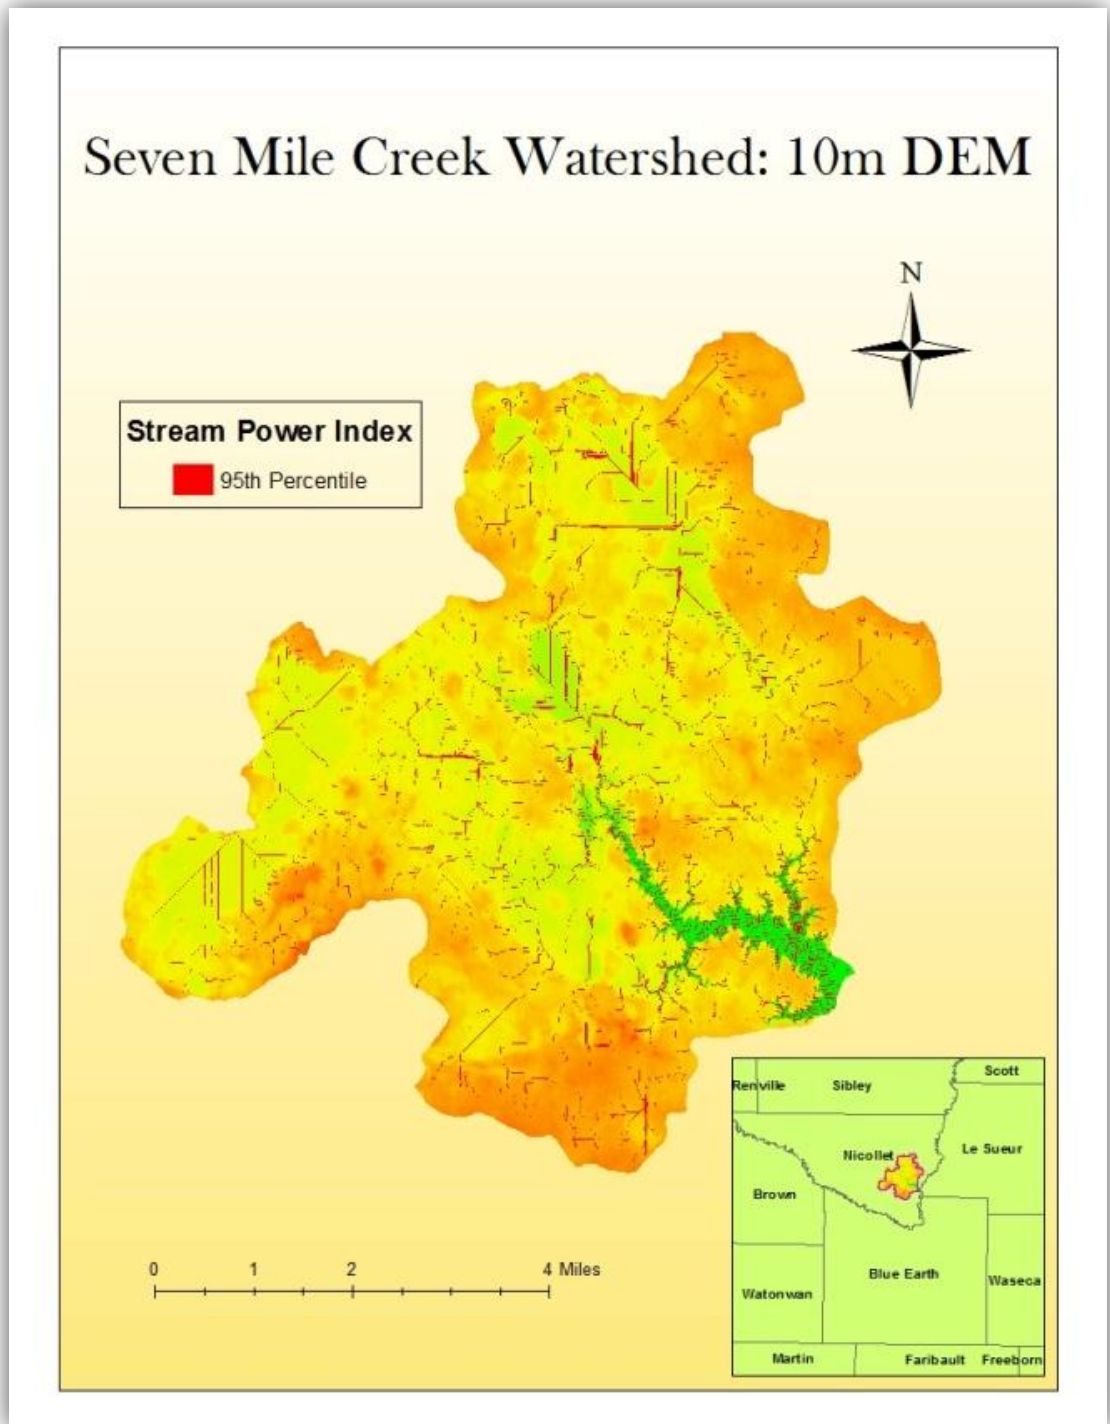 Seven Mile Creek Watershed: 10m DEM
N
Stream Power Index
95th Percentile
Renville
Sibley
Scott
Nicollet
Le Sueur
Brown
Blue Earth
Waseca
Watonwan
Martin
Faribault
Freeborn
0 1 2 4 Miles